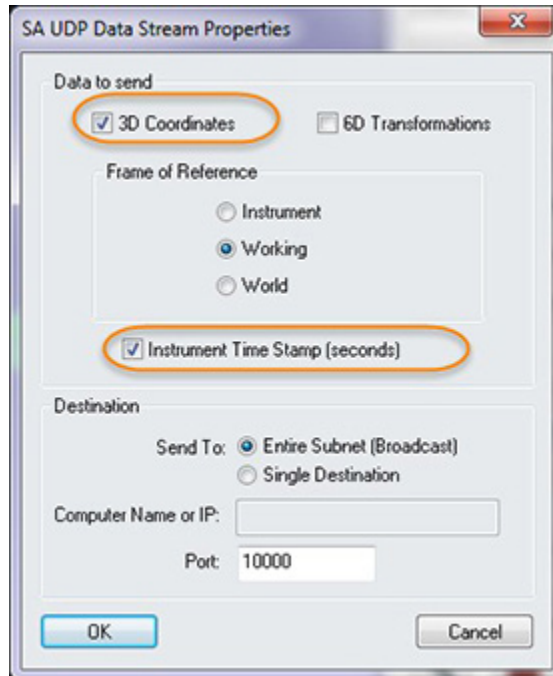 SA UDP Data Stream Properties
Data to send
3D Coordinates 6D Transformations
Frame of Reference
Instrument
Working
World
Instrument Time Stamp (seconds)
Destination
Send To: Entire Subnet (Broadcast)
Single Destination
Computer Name or IP:
Port: 10000
OK Cancel